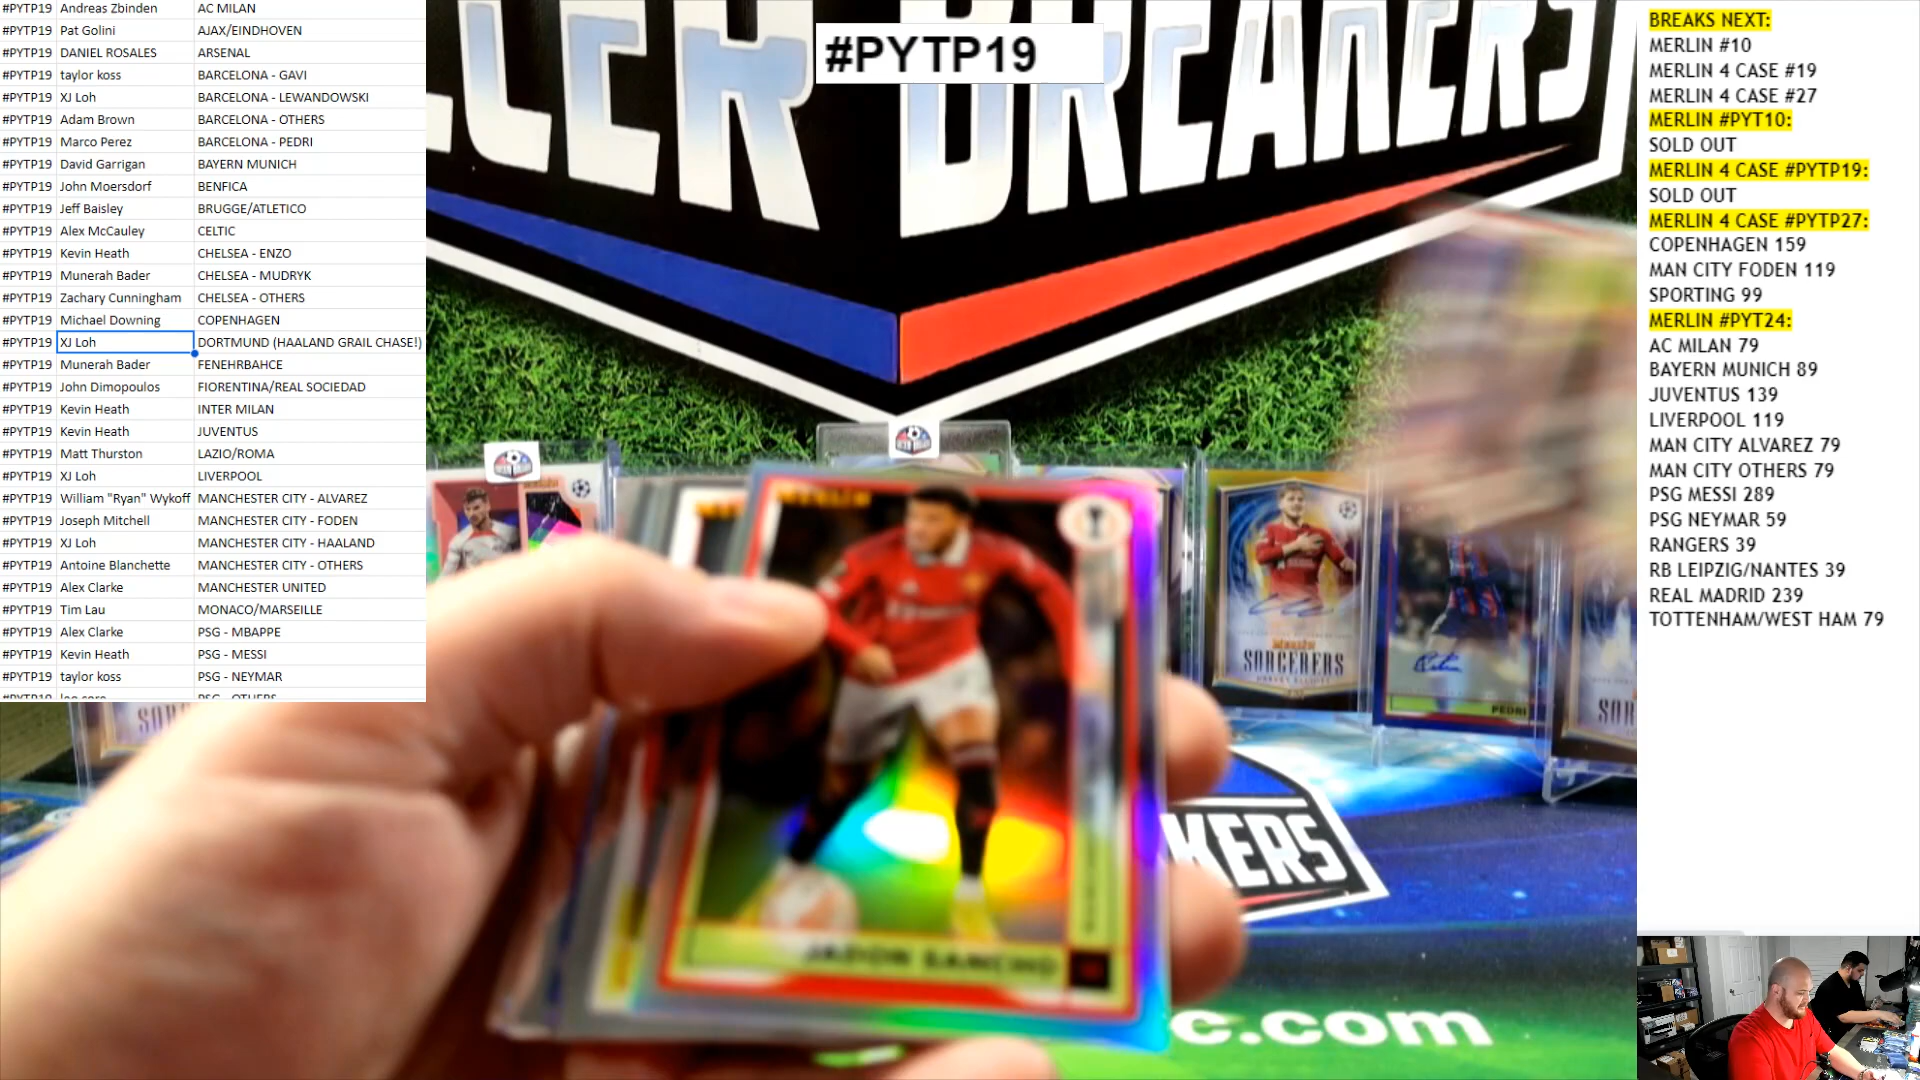 #PYTP19 Andreas Zbinden AC MILAN
#PYTP19 Pat Golini AJAX/EINDHOVEN
#PYTP19 DANIEL ROSALES ARSENAL
#PYTP19 taylor koss BARCELONA - GAVI
#PYTP19 XJ Loh BARCELONA - LEWANDOWSKI
#PYTP19 Adam Brown BARCELONA - OTHERS
#PYTP19 Marco Perez BARCELONA - PEDRI
#PYTP19 David Garrigan BAYERN MUNICH
#PYTP19 John Moersdorf BENFICA
#PYTP19 Jeff Baisley BRUGGE/ATLETICO
#PYTP19 Alex McCauley CELTIC
#PYTP19 Kevin Heath CHELSEA - ENZO
#PYTP19 Munerah Bader CHELSEA - MUDRYK
#PYTP19 Zachary Cunningham CHELSEA - OTHERS
#PYTP19 Michael Downing COPENHAGEN
#PYTP19 XJ Loh DORTMUND (HAALAND GRAIL CHASE!)
#PYTP19 Munerah Bader FENEHRBAHCE
#PYTP19 John Dimopoulos FIORENTINA/REAL SOCIEDAD
#PYTP19 Kevin Heath INTER MILAN
#PYTP19 Kevin Heath JUVENTUS
#PYTP19 Matt Thurston LAZIO/ROMA
#PYTP19 XJ Loh LIVERPOOL
#PYTP19 William "Ryan" Wykoff MANCHESTER CITY - ALVAREZ
#PYTP19 Joseph Mitchell MANCHESTER CITY - FODEN
#PYTP19 XJ Loh MANCHESTER CITY - HAALAND
#PYTP19 Antoine Blanchette MANCHESTER CITY - OTHERS
#PYTP19 Alex Clarke MANCHESTER UNITED
#PYTP19 Tim Lau MONACO/MARSEILLE
#PYTP19 Alex Clarke PSG - MBAPPE
#PYTP19 Kevin Heath PSG - MESSI
#PYTP19 taylor koss PSG - NEYMAR
#PYTP19
BREAKERS
MERLIN
JADON SANCHO
MERLIN
SORCERERS
PEDRI
KERS
c.com
BREAKS NEXT:
MERLIN #10
MERLIN 4 CASE #19
MERLIN 4 CASE #27
MERLIN #PYT10:
SOLD OUT
MERLIN 4 CASE #PYTP19:
SOLD OUT
MERLIN 4 CASE #PYTP27:
COPENHAGEN 159
MAN CITY FODEN 119
SPORTING 99
MERLIN #PYT24:
AC MILAN 79
BAYERN MUNICH 89
JUVENTUS 139
LIVERPOOL 119
MAN CITY ALVAREZ 79
MAN CITY OTHERS 79
PSG MESSI 289
PSG NEYMAR 59
RANGERS 39
RB LEIPZIG/NANTES 39
REAL MADRID 239
TOTTENHAM/WEST HAM 79